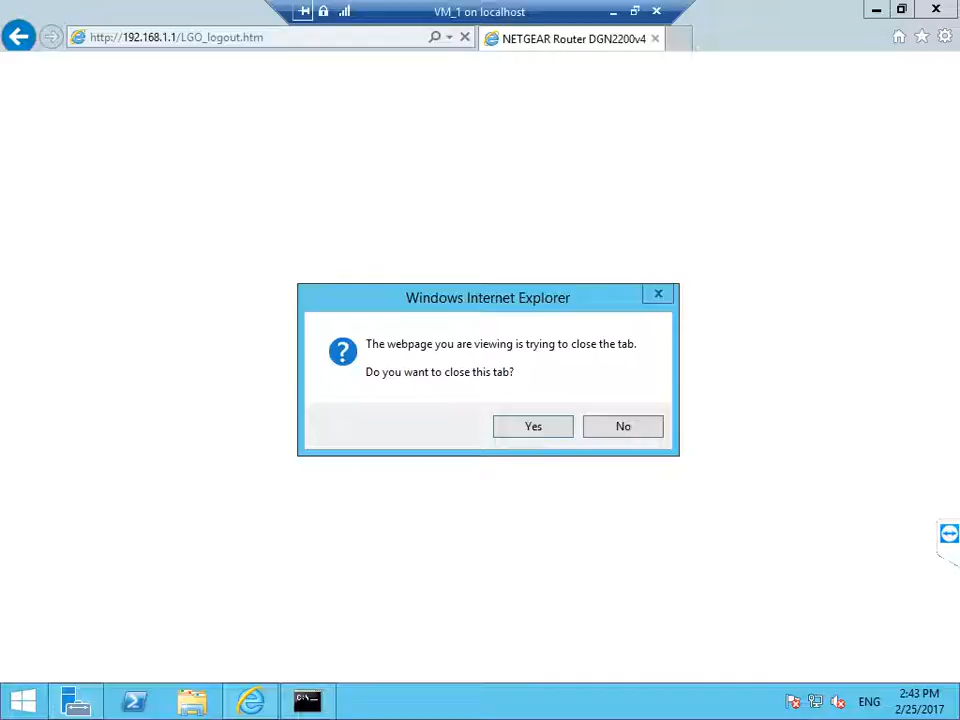 VM_1 on localhost
http://192.168.1.1/LGO_logout.htm
NETGEAR Router DGN2200v4
Windows Internet Explorer
The webpage you are viewing is trying to close the tab.
Do you want to close this tab?
Yes No
C:\_
ENG
2:43 PM
2/25/2017